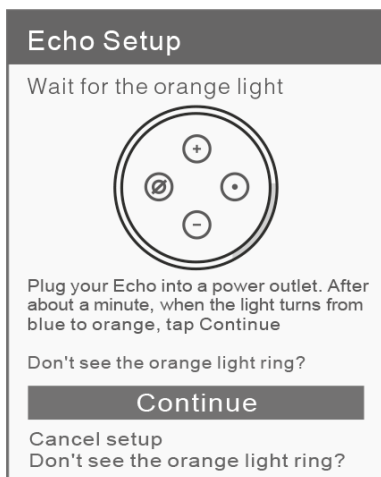 Echo Setup
Wait for the orange light
Plug your Echo into a power outlet. After
about a minute, when the light turns from
blue to orange, tap Continue
Don't see the orange light ring?
Continue
Cancel setup
Don't see the orange light ring?